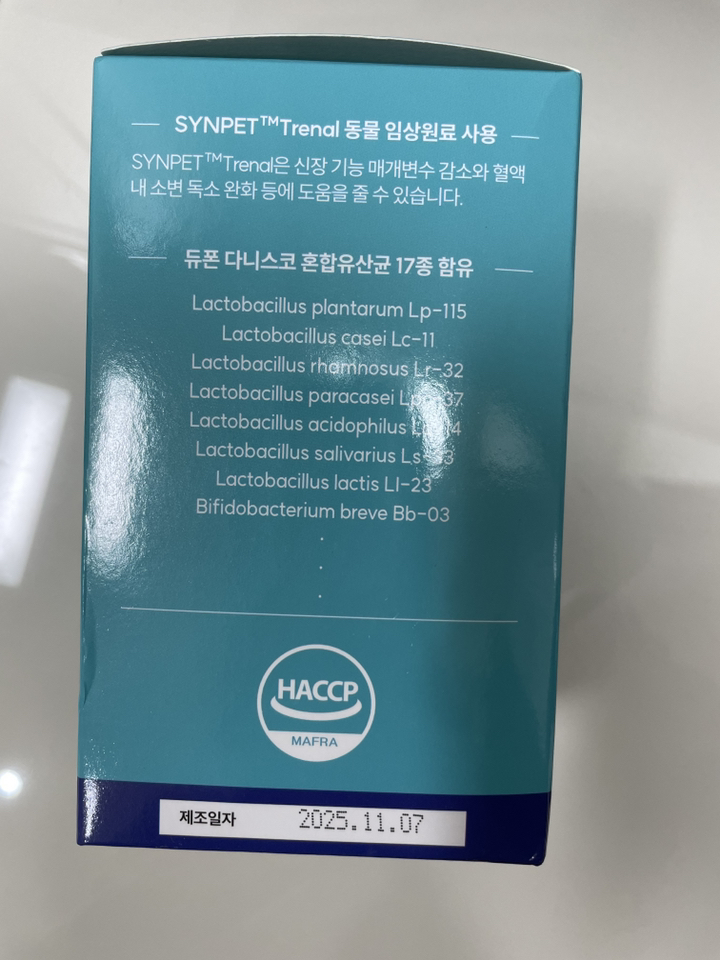 SYNPET™Trenal 동물 임상원료 사용
SYNPET™Trenal은 신장 기능 매개변수 감소와 혈액
내 소변 독소 완화 등에 도움을 줄 수 있습니다.
듀폰 다니스코 혼합유산균 17종 함유
Lactobacillus plantarum Lp-115
Lactobacillus casei Lc-11
Lactobacillus rhamnosus Lr-32
Lactobacillus paracasei
Lactobacillus acidophilus
Lactobacillus salivarius
Lactobacillus lactis Ll-23
Bifidobacterium breve Bb-03
.
.
.
HACCP
MAFRA
제조일자 2025.11.07